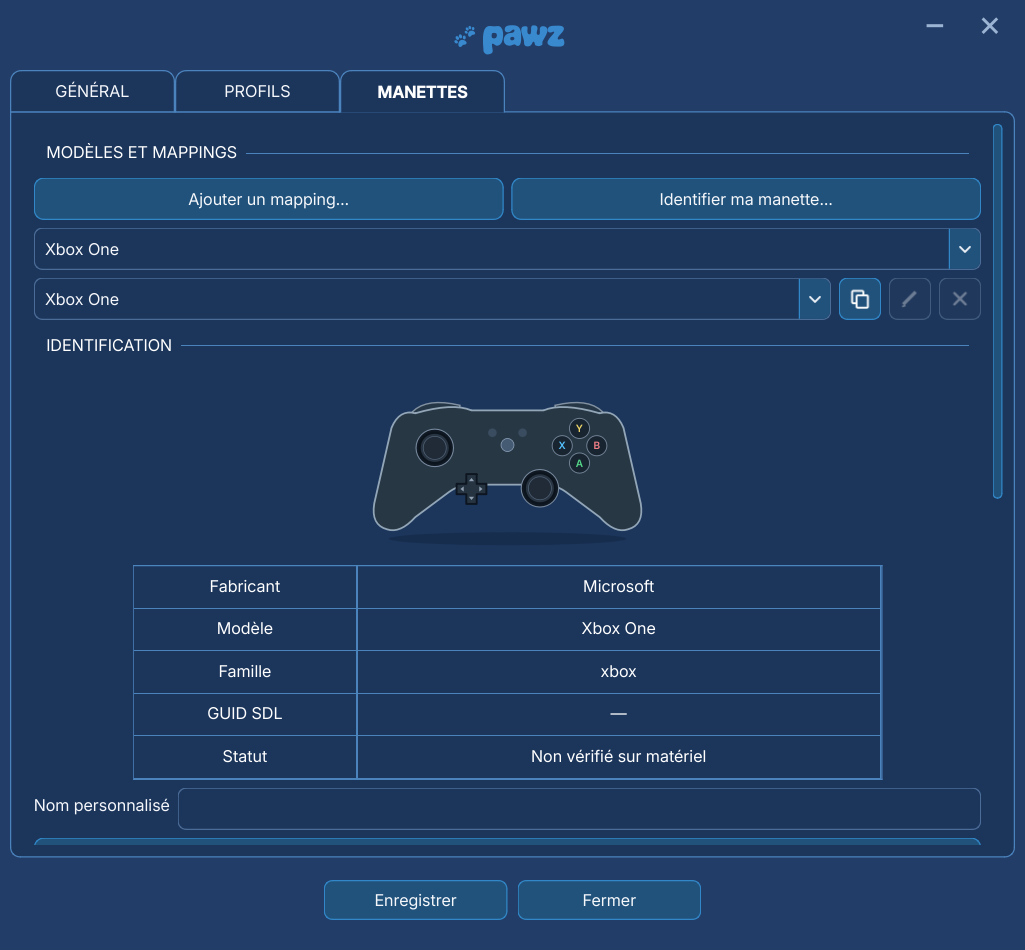 pawz
GÉNÉRAL
PROFILS
MANETTES
MODÈLES ET MAPPINGS
Ajouter un mapping...
Identifier ma manette...
Xbox One
Xbox One
IDENTIFICATION
Y
X
B
A
Fabricant
Microsoft
Modèle
Xbox One
Famille
xbox
GUID SDL
—
Statut
Non vérifié sur matériel
Nom personnalisé
Enregistrer
Fermer